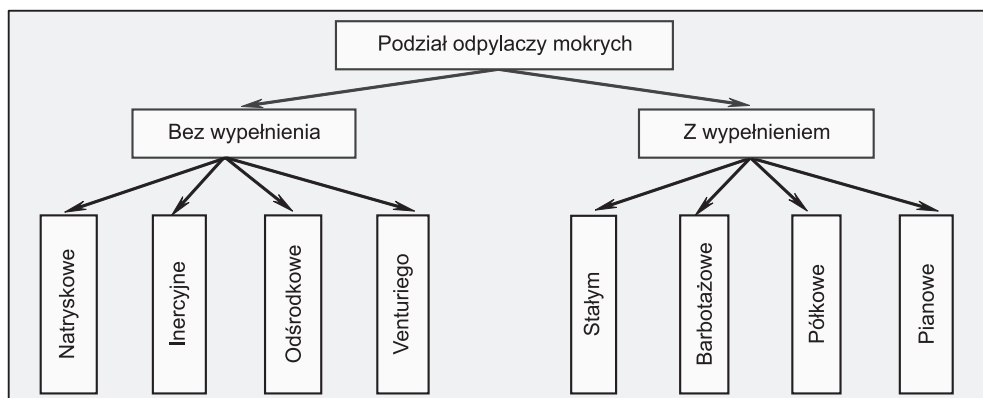 Podział odpylaczy mokrych
Bez wypełnienia
Z wypełnieniem
Natryskowe
Inercyjne
Odśrodkowe
Venturiego
Stałym
Barbotażowe
Półkowe
Pianowe